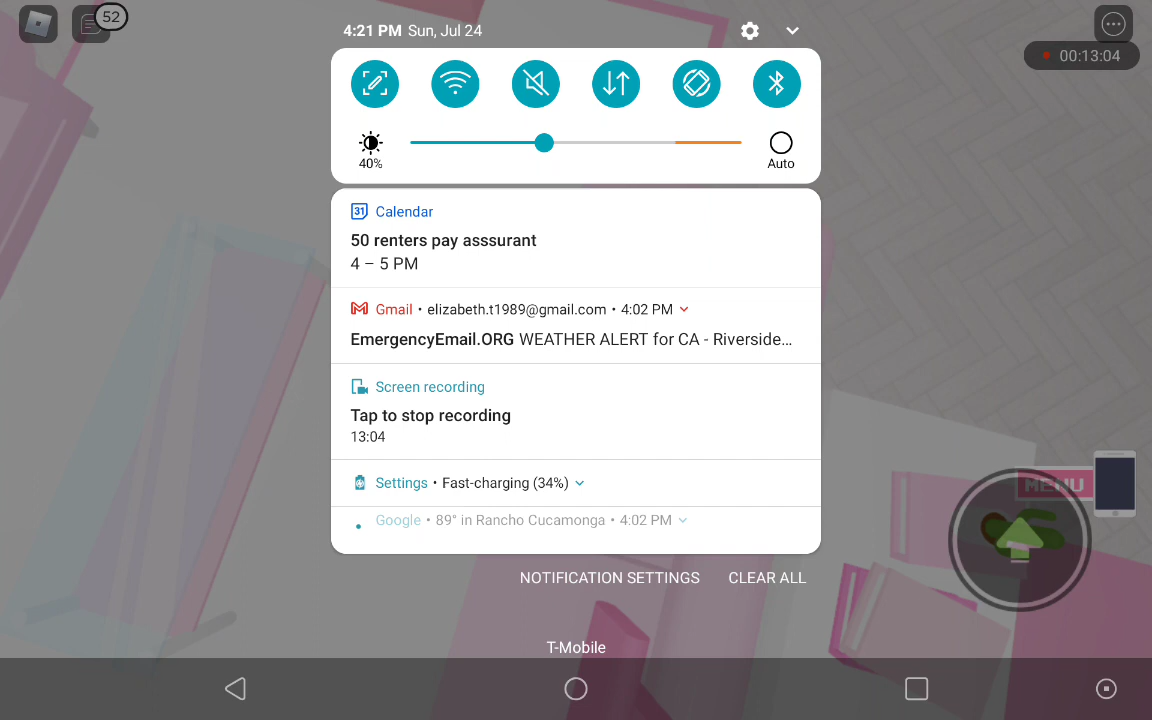 52
4:21 PM Sun, Jul 24
00:13:04
40%
Auto
31 Calendar
50 renters pay asssurant
4 – 5 PM
Gmail • elizabeth.t1989@gmail.com • 4:02 PM
EmergencyEmail.ORG WEATHER ALERT for CA - Riverside...
Screen recording
Tap to stop recording
13:04
Settings • Fast-charging (34%)
Google • 89° in Rancho Cucamonga • 4:02 PM
MENU
NOTIFICATION SETTINGS CLEAR ALL
T-Mobile